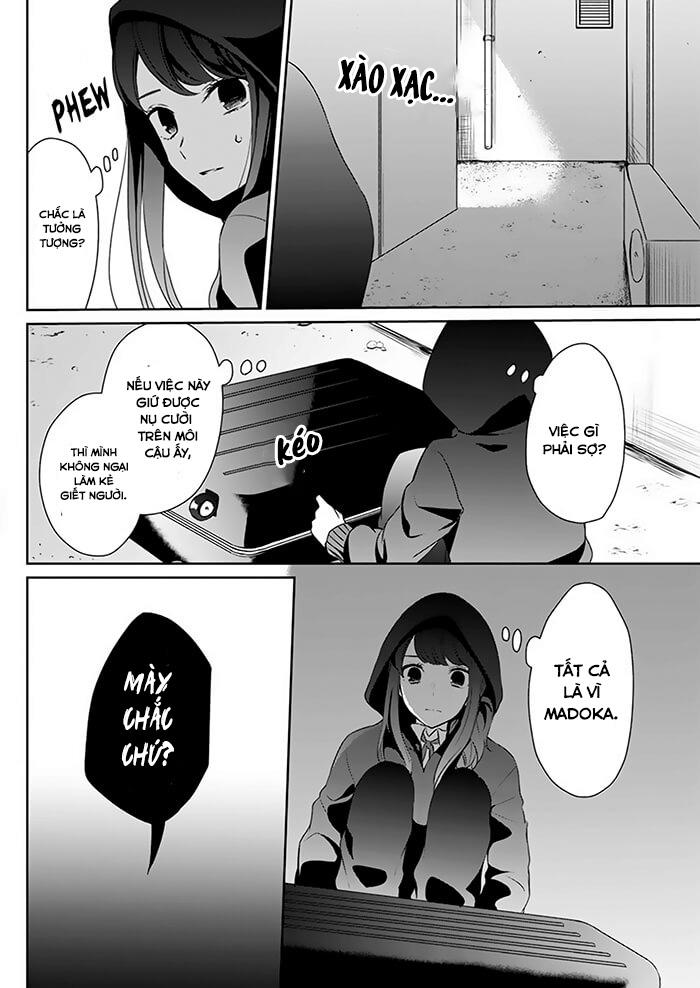 XÀO XẠC...
PHEW
CHẮC LÀ
TƯỞNG
TƯỢNG?
VIỆC GÌ
PHẢI SỢ?
kéo
NẾU VIỆC NÀY
GIỨ ĐƯỢC
NỤ CƯỜI
TRÊN MÔI
CẬU ẤY,
THÌ MÌNH
KHÔNG NGẠI
LÀM KẺ
GIẾT NGƯỜI.
TẤT CẢ
LÀ VÌ
MADOKA.
MÀY
CHẮC
CHỨ?